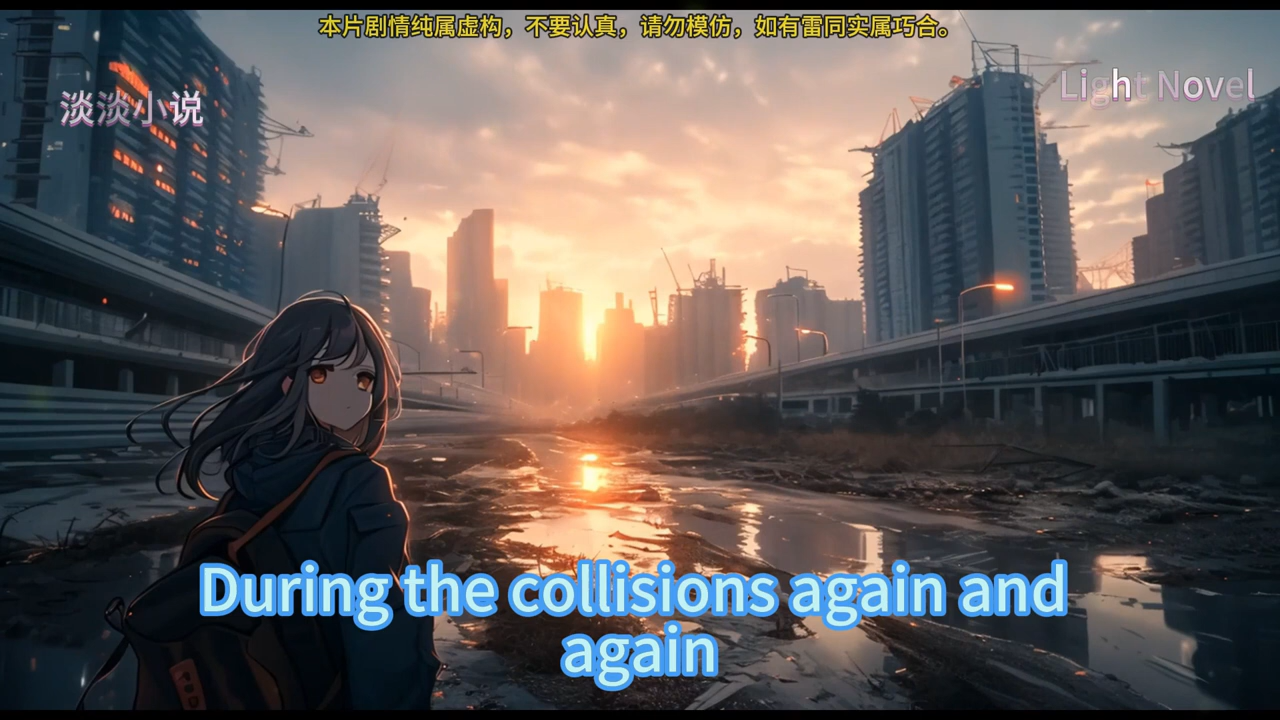 本片剧情纯属虚构，不要认真，请勿模仿，如有雷同实属巧合。
淡淡小说
Light Novel
During the collisions again and
again